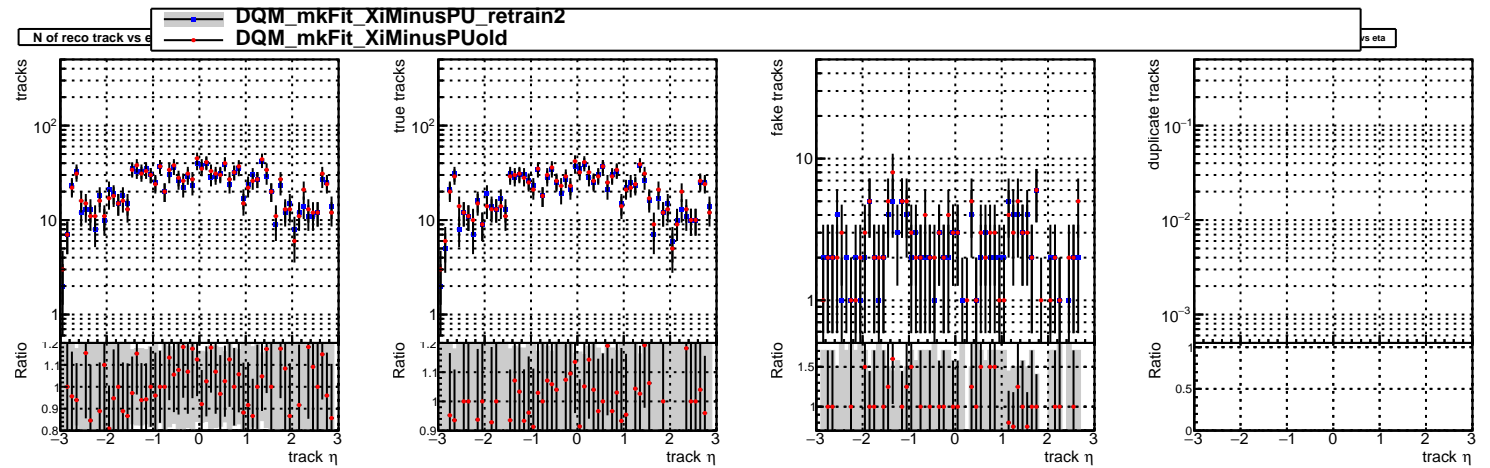 DQM_mkFit_XiMinusPU_retrain2
DQM_mkFit_XiMinusPUold
N of reco track vs e
vs eta
tracks
10²
10
1
Ratio
1.2
1.1
1
0.9
0.8
−3 −2 −1 0 1 2 3
track η
true tracks
10²
10
1
Ratio
1.2
1.1
1
0.9
−3 −2 −1 0 1 2 3
track η
fake tracks
10
1
Ratio
1.5
1
−3 −2 −1 0 1 2 3
track η
duplicate tracks
10⁻¹
10⁻²
10⁻³
Ratio
1
0.5
0
−3 −2 −1 0 1 2 3
track η